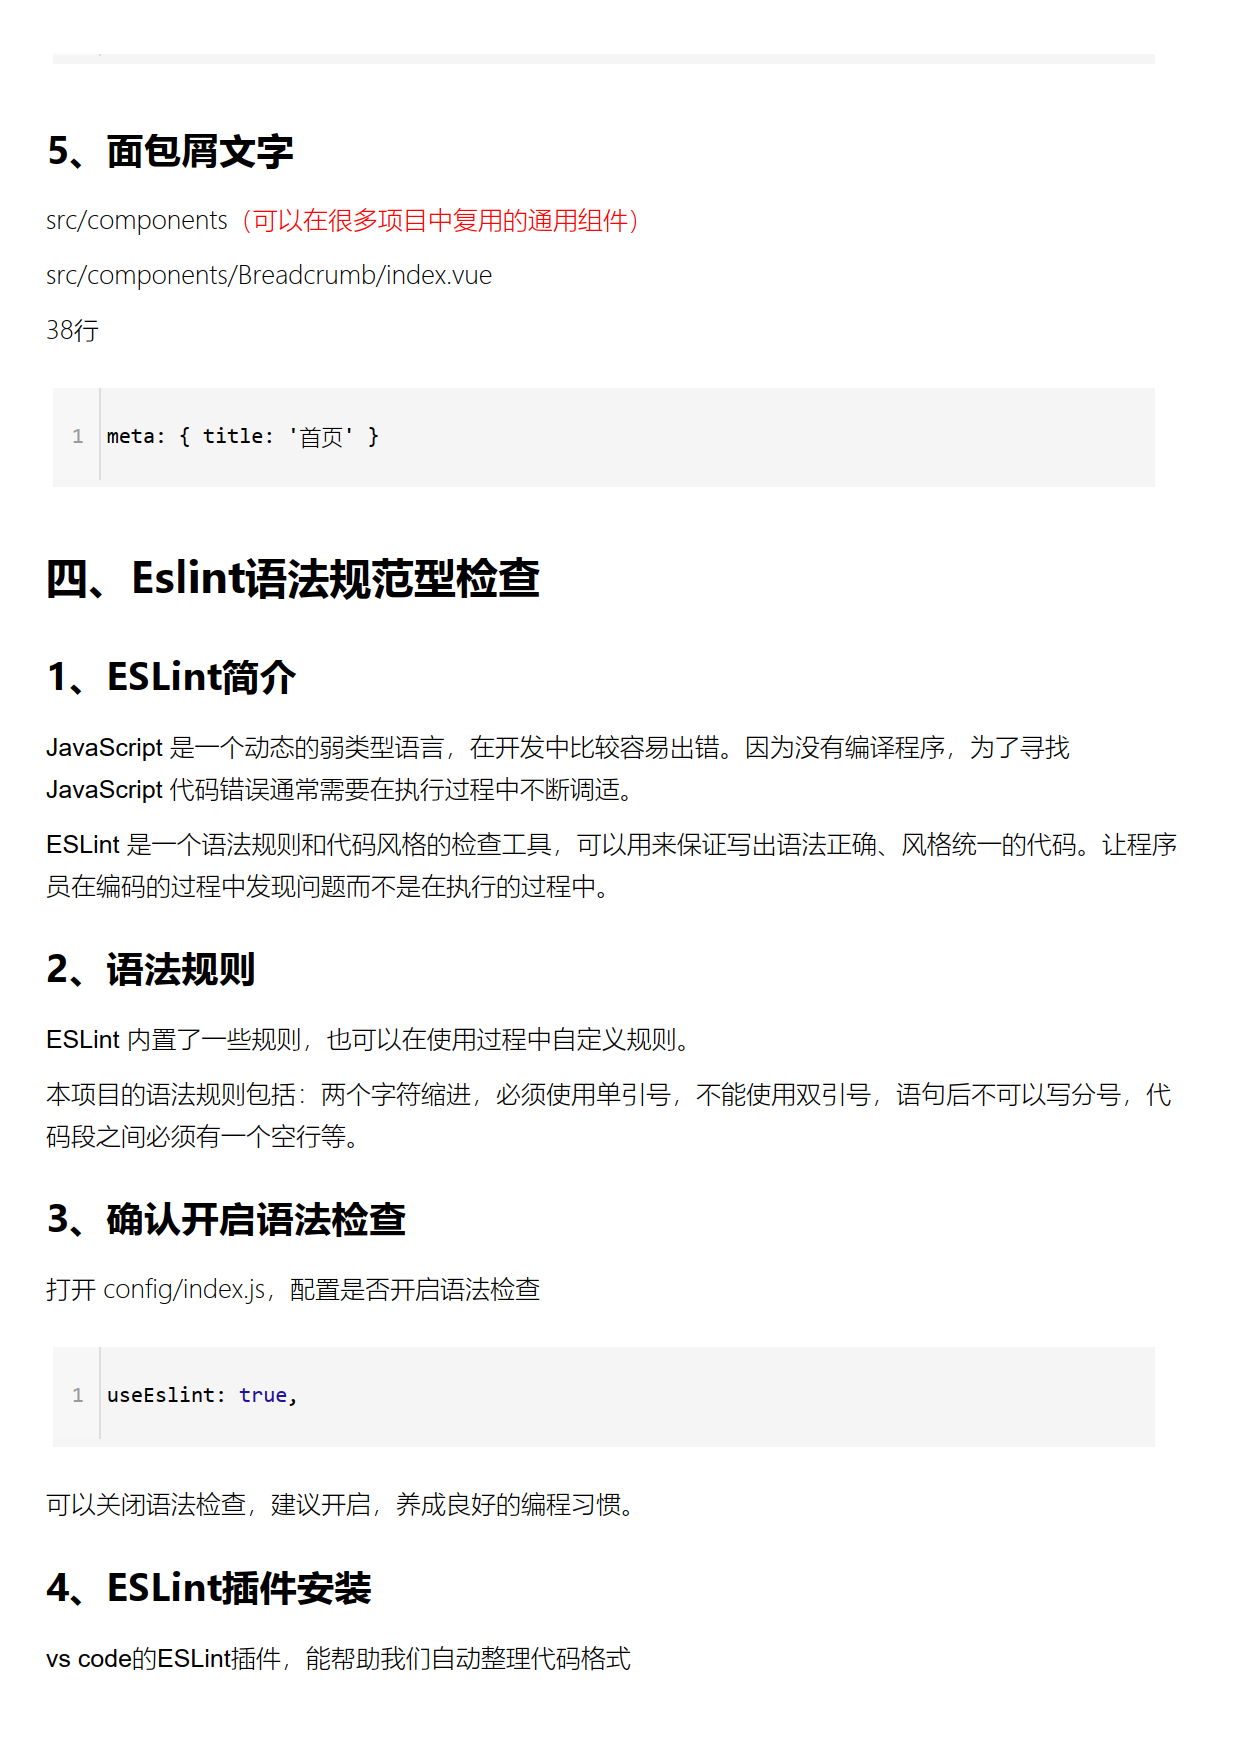 5、面包屑文字
src/components（可以在很多项目中复用的通用组件）
src/components/Breadcrumb/index.vue
38行
1 meta: { title: '首页' }
四、Eslint语法规范型检查
1、ESLint简介
JavaScript 是一个动态的弱类型语言，在开发中比较容易出错。因为没有编译程序，为了寻找
JavaScript 代码错误通常需要在执行过程中不断调适。
ESLint 是一个语法规则和代码风格的检查工具，可以用来保证写出语法正确、风格统一的代码。让程序
员在编码的过程中发现问题而不是在执行的过程中。
2、语法规则
ESLint 内置了一些规则，也可以在使用过程中自定义规则。
本项目的语法规则包括：两个字符缩进，必须使用单引号，不能使用双引号，语句后不可以写分号，代
码段之间必须有一个空行等。
3、确认开启语法检查
打开 config/index.js，配置是否开启语法检查
1 useEslint: true,
可以关闭语法检查，建议开启，养成良好的编程习惯。
4、ESLint插件安装
vs code的ESLint插件，能帮助我们自动整理代码格式